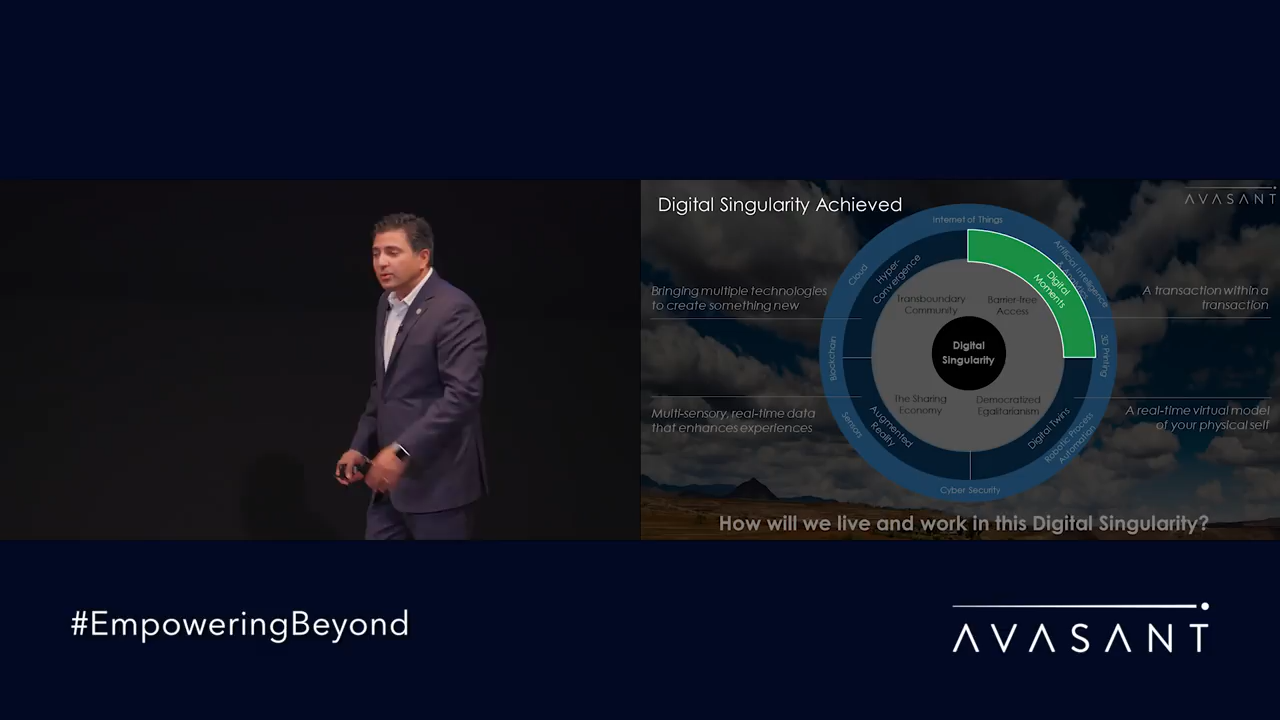 Digital Singularity Achieved
AVASANT
Internet of Things
Artificial Intelligence
&
3D Printing
Robotic Process
Automation
Cyber Security
Sensors
Blockchain
Cloud
Hyper-
Convergence
Digital
Moments
Digital Twins
Augmented
Reality
Transboundary
Community
Barrier-free
Access
Digital
Singularity
The Sharing
Economy
Democratized
Egalitarianism
Bringing multiple technologies
to create something new
A transaction within a
transaction
Multi-sensory, real-time data
that enhances experiences
A real-time virtual model
of your physical self
How will we live and work in this Digital Singularity?
#EmpoweringBeyond
AVASANT